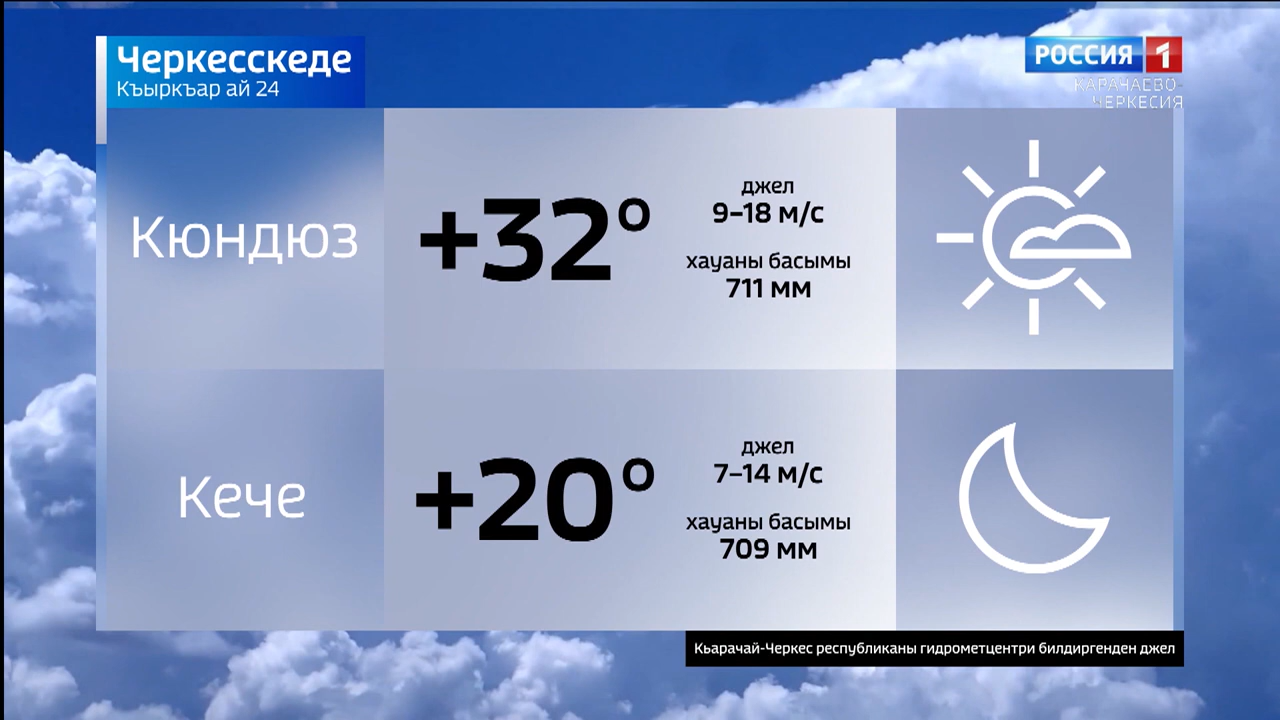 Черкесскеде
Къыркъар ай 24
РОССИЯ 1
КАРАЧАЕВО-
ЧЕРКЕСИЯ
Кюндюз
+32°
джел
9–18 м/с
хауаны басымы
711 мм
Кече
+20°
джел
7–14 м/с
хауаны басымы
709 мм
Кьарачай-Черкес республиканы гидрометцентри билдиргенден джел